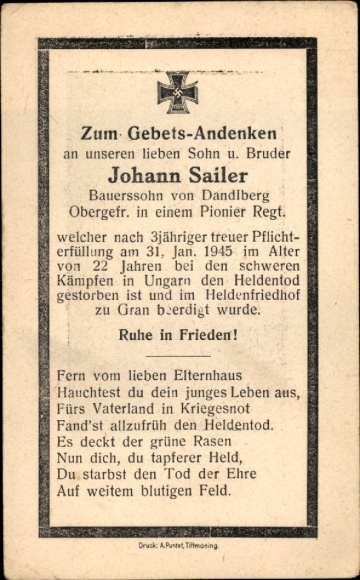 Zum Gebets-Andenken
an unseren lieben Sohn u. Bruder
Johann Sailer
Bauerssohn von Dandlberg
Obergefr. in einem Pionier Regt.
welcher nach 3jähriger treuer Pflicht-
erfüllung am 31. Jan. 1945 im Alter
von 22 Jahren bei den schweren
Kämpfen in Ungarn den Heldentod
gestorben ist und im Heldenfriedhof
zu Gran beerdigt wurde.
Ruhe in Frieden!
Fern vom lieben Elternhaus
Hauchtest du dein junges Leben aus,
Fürs Vaterland in Kriegesnot
Fand'st allzufrüh den Heldentod.
Es deckt der grüne Rasen
Nun dich, du tapferer Held,
Du starbst den Tod der Ehre
Auf weitem blutigen Feld.
Druck: A. Pustet, Tittmoning.